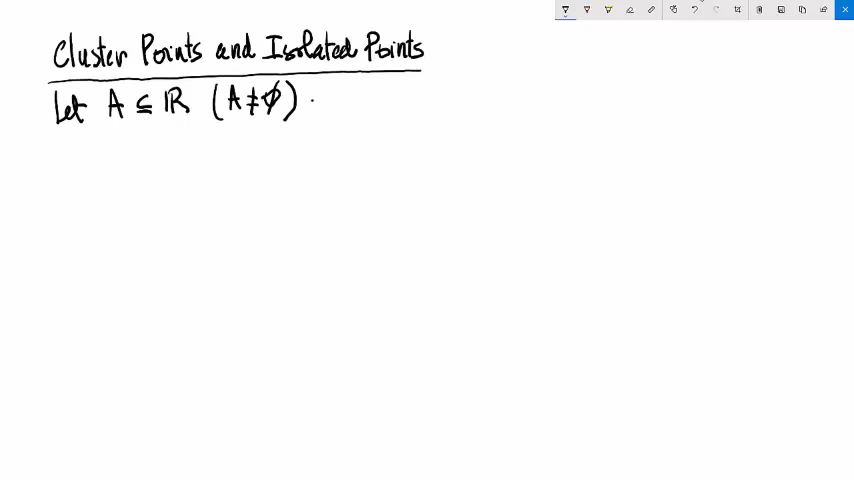 Cluster Points and Isolated Points
Let A ⊆ ℝ (A ≠ ∅).